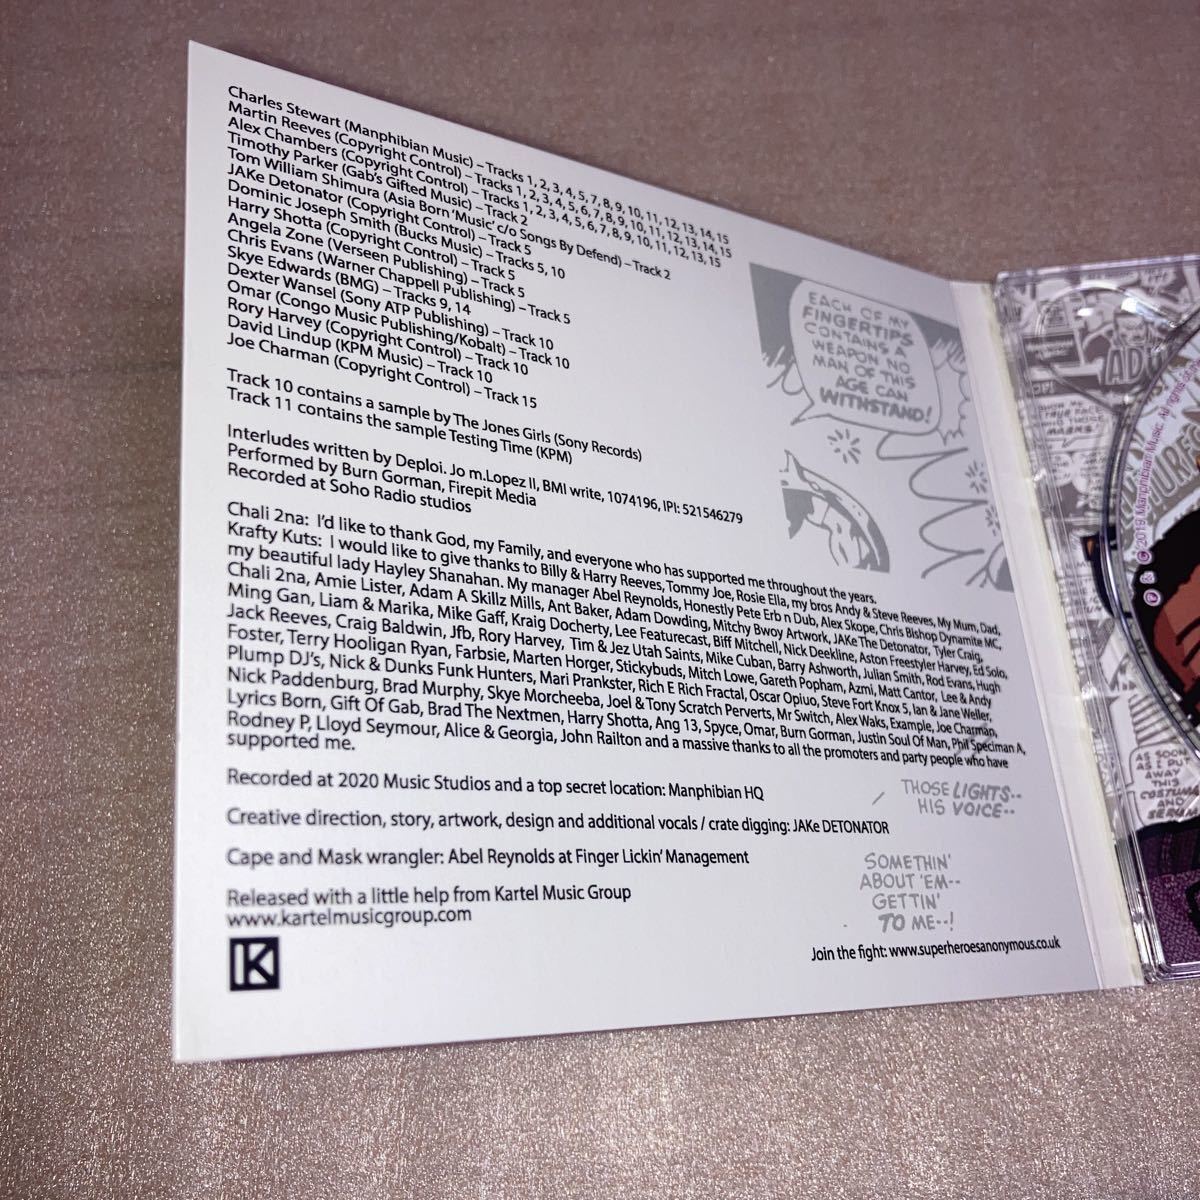 Charles Stewart (Manphibian Music) – Tracks 1, 2, 3, 4, 5, 7, 8, 9, 10, 11, 12, 13, 14, 15
Martin Reeves (Copyright Control) – Tracks 1, 2, 3, 4, 5, 6, 7, 8, 9, 10, 11, 12, 13, 14, 15
Alex Chambers (Copyright Control) – Tracks 1, 2, 3, 4, 5, 6, 7, 8, 9, 10, 11, 12, 13, 15
Timothy Parker (Gab's Gifted Music) – Track 2
Tom William Shimura (Asia Born 'Music' c/o Songs By Defend) – Track 2
JAKe Detonator (Copyright Control) – Track 5
Dominic Joseph Smith (Bucks Music) – Tracks 5, 10
Harry Shotta (Copyright Control) – Track 5
Angela Zone (Verseen Publishing) – Track 5
Chris Evans (Warner Chappell Publishing) – Track 5
Skye Edwards (BMG) – Tracks 9, 14
Dexter Wansel (Sony ATP Publishing) – Track 10
Omar (Congo Music Publishing/Kobalt) – Track 10
Rory Harvey (Copyright Control) – Track 10
David Lindup (KPM Music) – Track 10
Joe Charman (Copyright Control) – Track 15
Track 10 contains a sample by The Jones Girls (Sony Records)
Track 11 contains the sample Testing Time (KPM)
Interludes written by Deploi. Jo m.Lopez II, BMI write, 1074196, IPI: 521546279
Performed by Burn Gorman, Firepit Media
Recorded at Soho Radio studios
Chali 2na: I'd like to thank God, my Family, and everyone who has supported me throughout the years.
Krafty Kuts: I would like to give thanks to Billy & Harry Reeves, Tommy Joe, Rosie Ella, my bros Andy & Steve Reeves, My Mum, Dad,
my beautiful lady Hayley Shanahan. My manager Abel Reynolds, Honestly Pete Erb n Dub, Alex Skope, Chris Bishop Dynamite MC,
Chali 2na, Amie Lister, Adam A Skillz Mills, Ant Baker, Adam Dowding, Mitchy Bwoy Artwork, JAKe The Detonator, Tyler Craig,
Ming Gan, Liam & Marika, Mike Gaff, Kraig Docherty, Lee Featurecast, Biff Mitchell, Nick Deekline, Aston Freestyler Harvey, Ed Solo,
Jack Reeves, Craig Baldwin, Jfb, Rory Harvey, Tim & Jez Utah Saints, Mike Cuban, Barry Ashworth, Julian Smith, Rod Evans, Hugh
Foster, Terry Hooligan Ryan, Farbsie, Marten Horger, Stickybuds, Mitch Lowe, Gareth Popham, Azmi, Matt Cantor, Lee & Andy
Plump DJ's, Nick & Dunks Funk Hunters, Mari Prankster, Rich E Rich Fractal, Oscar Opiuo, Steve Fort Knox 5, Ian & Jane Weller,
Nick Paddenburg, Brad Murphy, Skye Morcheeba, Joel & Tony Scratch Perverts, Mr Switch, Alex Waks, Example, Joe Charman,
Lyrics Born, Gift Of Gab, Brad The Nextmen, Harry Shotta, Ang 13, Spyce, Omar, Burn Gorman, Justin Soul Of Man, Phil Speciman A,
Rodney P, Lloyd Seymour, Alice & Georgia, John Railton and a massive thanks to all the promoters and party people who have
supported me.
Recorded at 2020 Music Studios and a top secret location: Manphibian HQ
Creative direction, story, artwork, design and additional vocals / crate digging: JAKe DETONATOR
Cape and Mask wrangler: Abel Reynolds at Finger Lickin' Management
Released with a little help from Kartel Music Group
www.kartelmusicgroup.com
K
EACH OF MY
FINGERTIPS
CONTAINS A
WEAPON NO
MAN OF THIS
AGE CAN
WITHSTAND!
THOSE LIGHTS--
HIS VOICE--
SOMETHIN'
ABOUT 'EM--
GETTIN'
TO ME--!
Join the fight: www.superheroesanonymous.co.uk
℗ & © 2019 Manphibian Music. All rights
AS SOON
AS I PUT
AWAY
THIS
COSTUME
AND